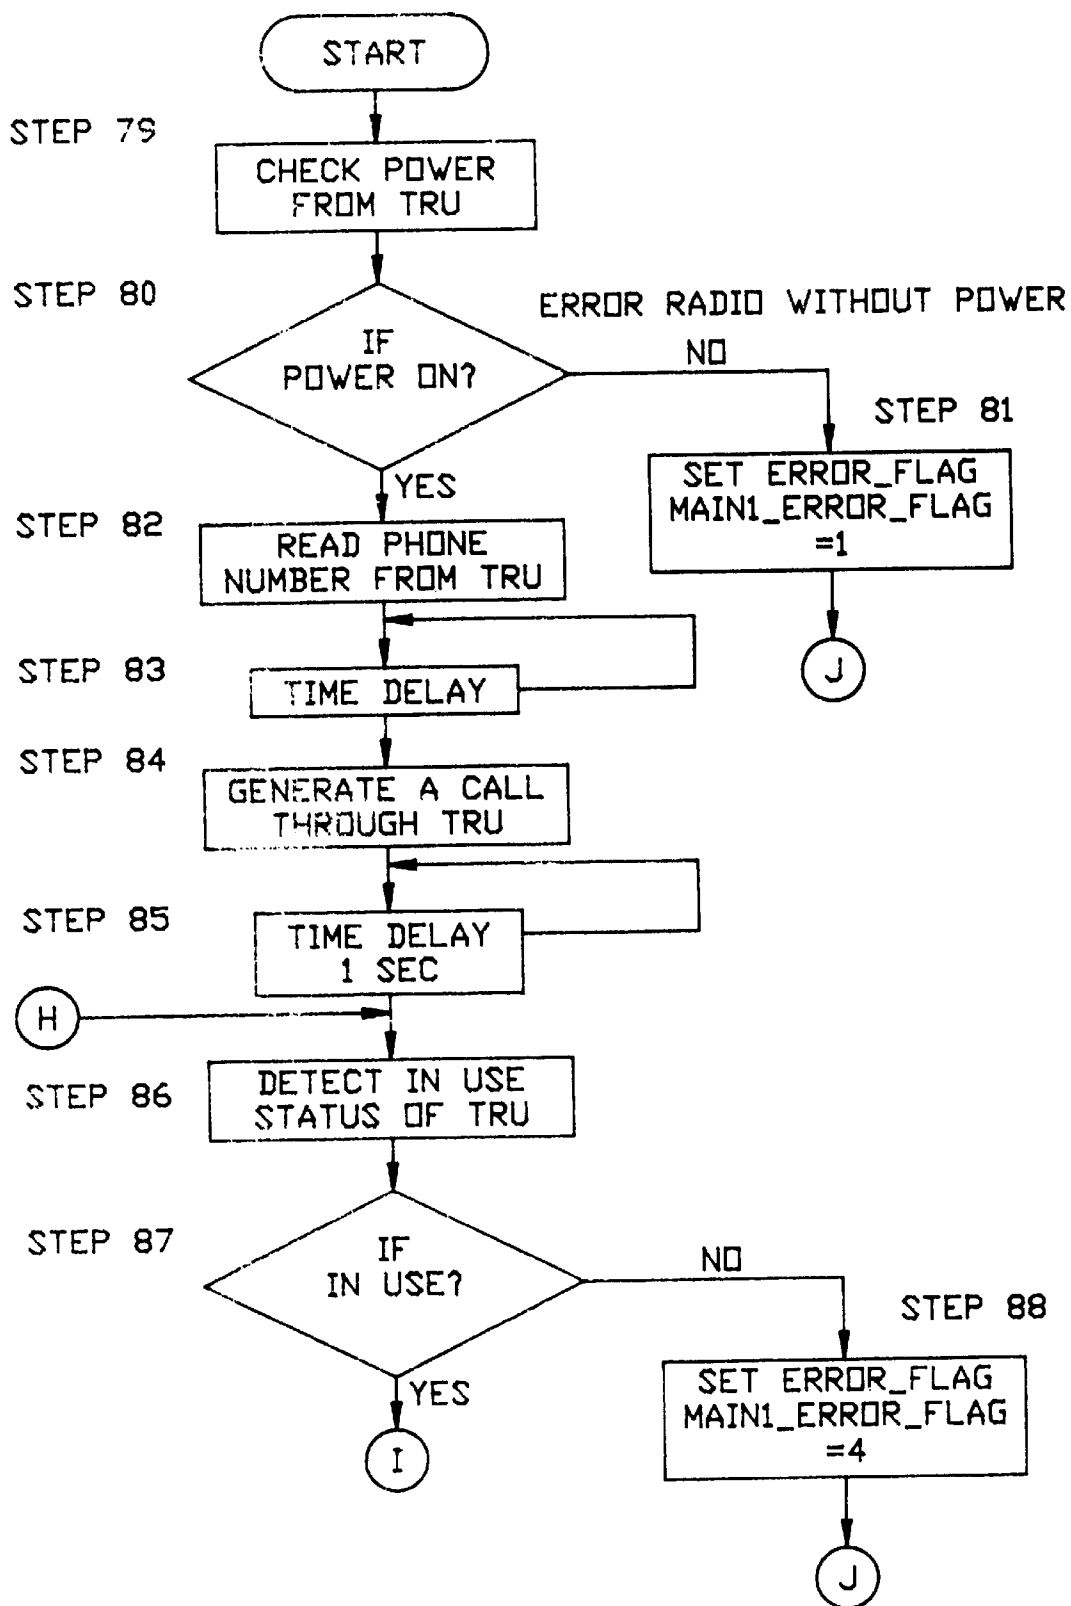 START
STEP 79
CHECK POWER
FROM TRU
STEP 80
IF
POWER ON?
ERROR RADIO WITHOUT POWER
NO
STEP 81
SET ERROR_FLAG
MAIN1_ERROR_FLAG
=1
J
YES
STEP 82
READ PHONE
NUMBER FROM TRU
STEP 83
TIME DELAY
STEP 84
GENERATE A CALL
THROUGH TRU
STEP 85
TIME DELAY
1 SEC
H
STEP 86
DETECT IN USE
STATUS OF TRU
STEP 87
IF
IN USE?
NO
STEP 88
SET ERROR_FLAG
MAIN1_ERROR_FLAG
=4
YES
I
J